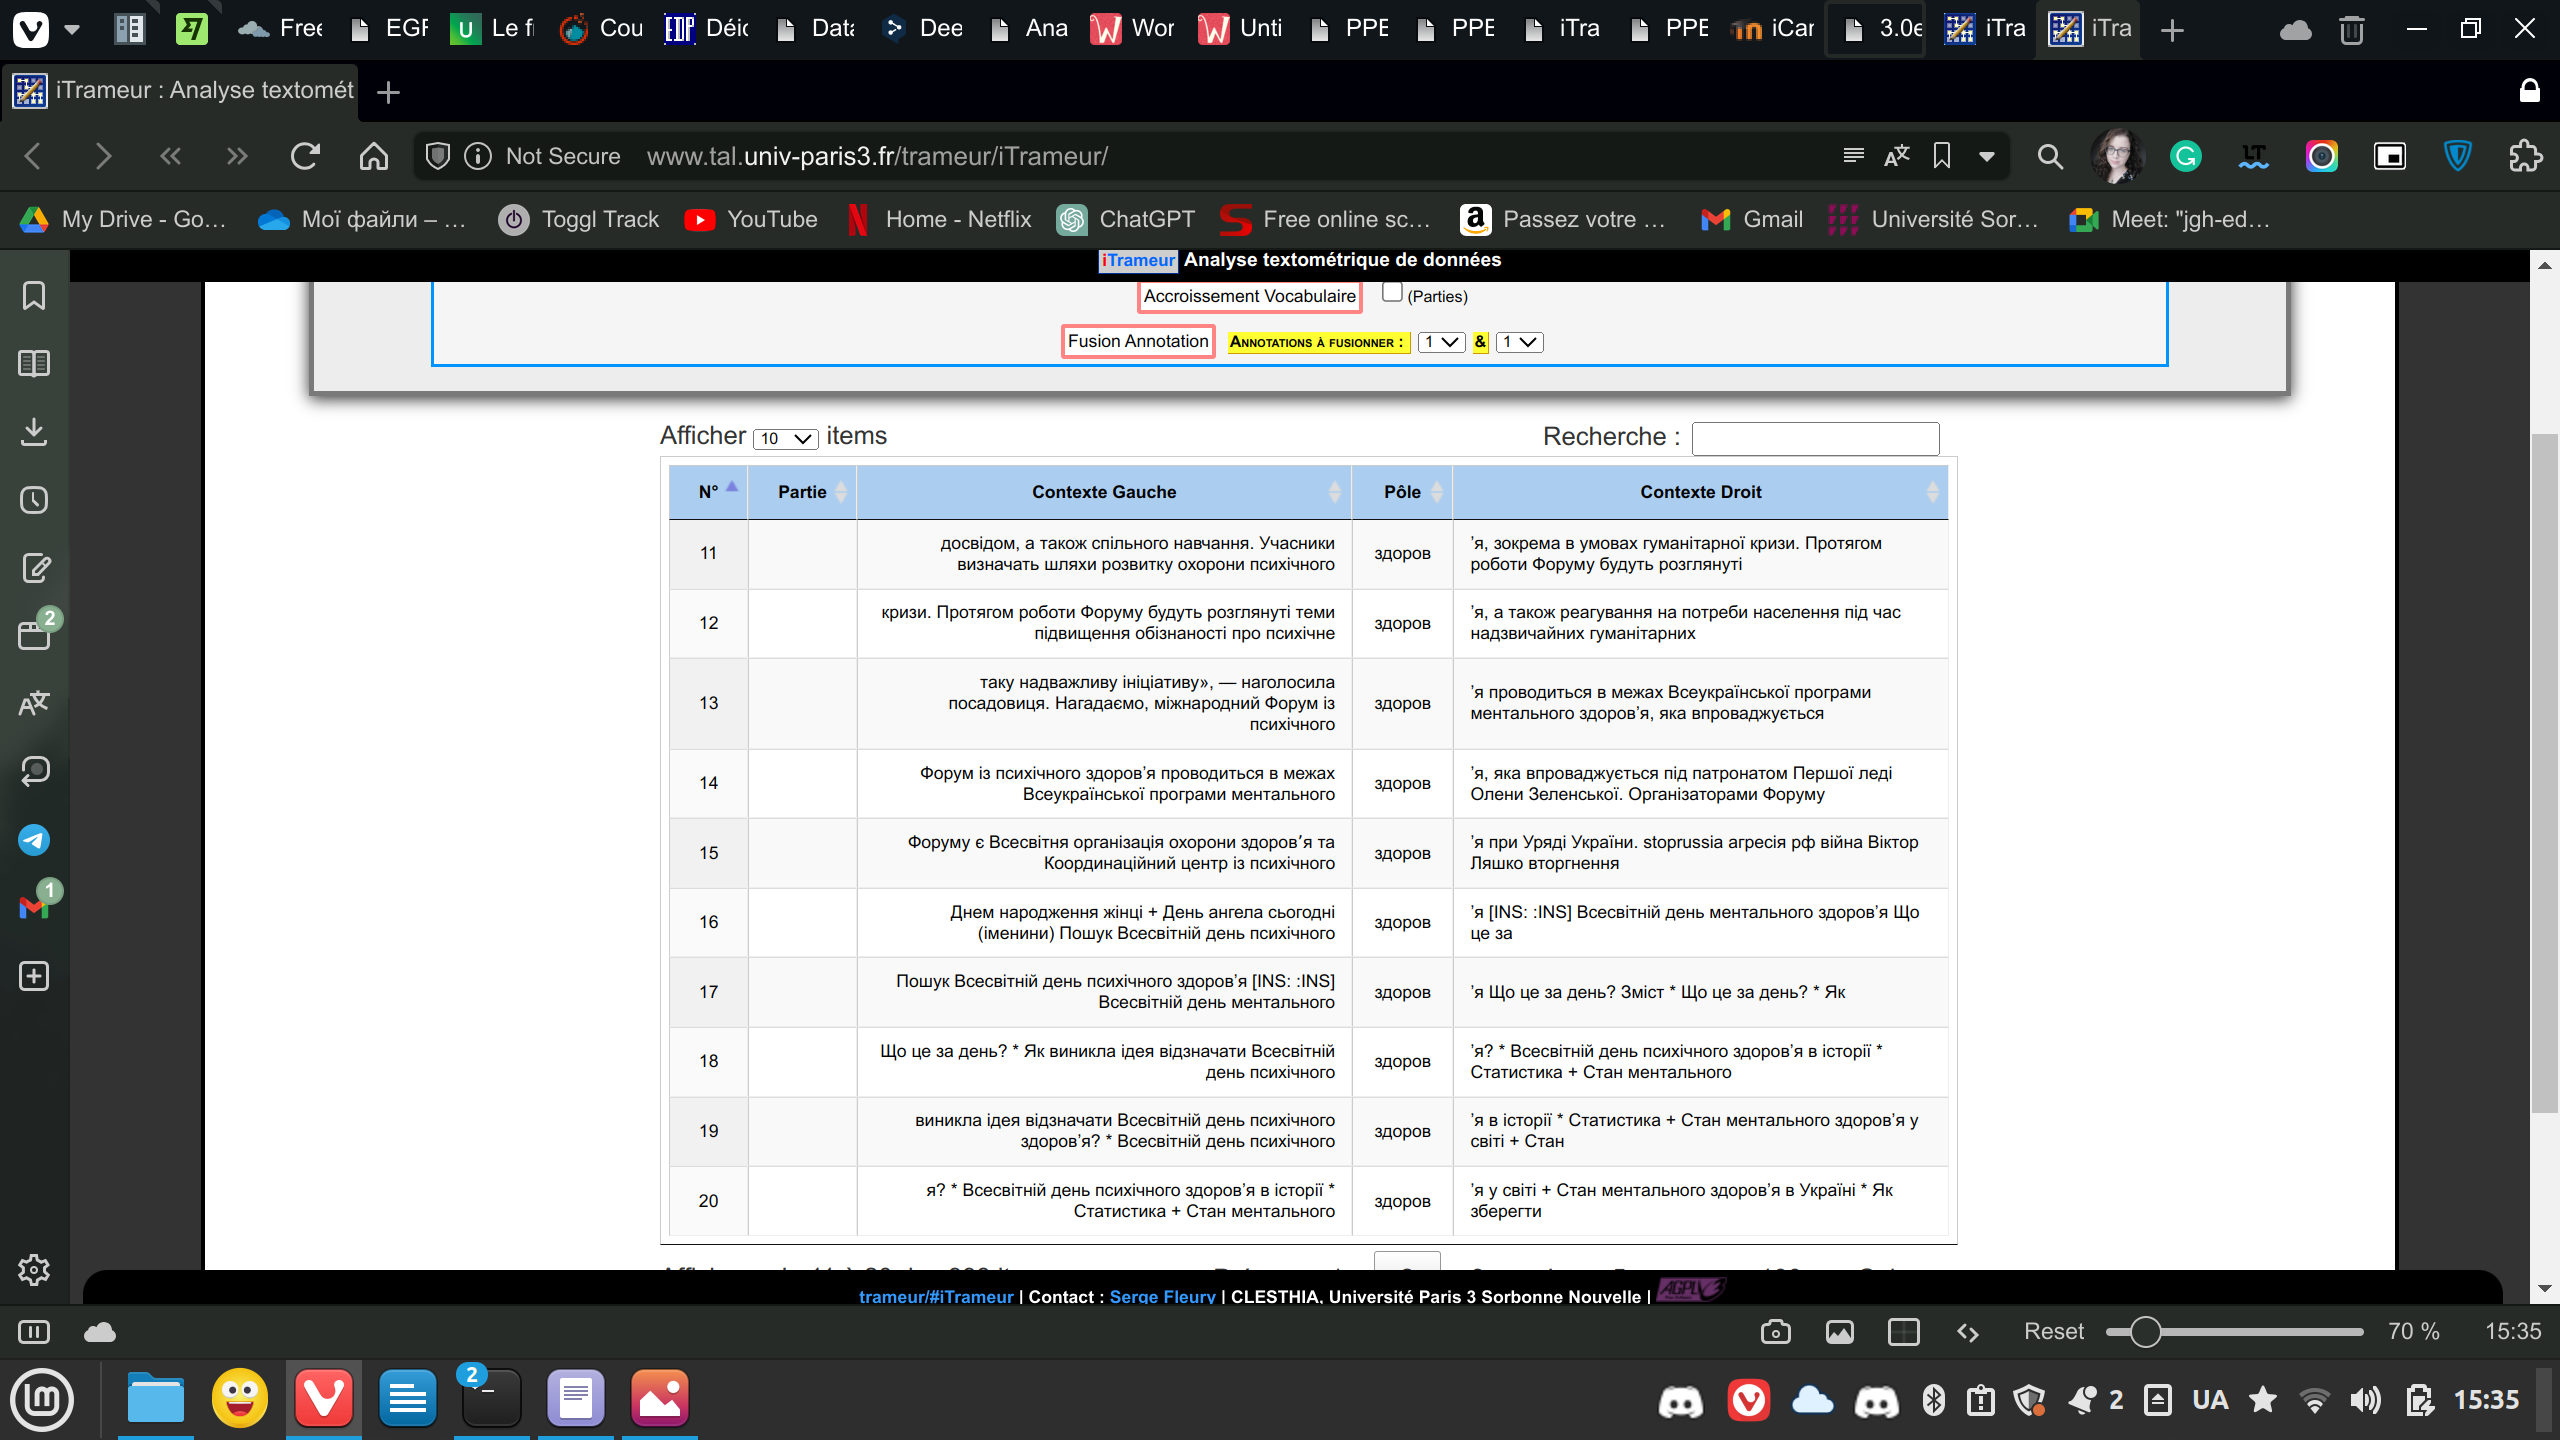 Free
EGF
Le fi
Cou
Déic
Data
Dee
Ana
Wor
Unti
PPE
PPE
iTra
PPE
iCar
3.0e
iTra
iTra
iTrameur : Analyse textomét
Not Secure www.tal.univ-paris3.fr/trameur/iTrameur/
My Drive - Go...
Мої файли – ...
Toggl Track
YouTube
Home - Netflix
ChatGPT
Free online sc...
Passez votre ...
Gmail
Université Sor...
Meet: "jgh-ed...
iTrameur Analyse textométrique de données
Accroissement Vocabulaire (Parties)
Fusion Annotation Annotations à fusionner : 1 & 1
Afficher 10 items Recherche :
N° Partie Contexte Gauche Pôle Contexte Droit
досвідом, а також спільного навчання. Учасники
визначать шляхи розвитку охорони психічного
11
здоров
’я, зокрема в умовах гуманітарної кризи. Протягом
роботи Форуму будуть розглянуті
кризи. Протягом роботи Форуму будуть розглянуті теми
підвищення обізнаності про психічне
12
здоров
’я, а також реагування на потреби населення під час
надзвичайних гуманітарних
таку надважливу ініціативу», — наголосила
посадовиця. Нагадаємо, міжнародний Форум із
психічного
13
здоров
’я проводиться в межах Всеукраїнської програми
ментального здоров’я, яка впроваджується
Форум із психічного здоров’я проводиться в межах
Всеукраїнської програми ментального
14
здоров
’я, яка впроваджується під патронатом Першої леді
Олени Зеленської. Організаторами Форуму
Форуму є Всесвітня організація охорони здоров’я та
Координаційний центр із психічного
15
здоров
’я при Уряді України. stoprussia агресія рф війна Віктор
Ляшко вторгнення
Днем народження жінці + День ангела сьогодні
(іменини) Пошук Всесвітній день психічного
16
здоров
’я [INS: :INS] Всесвітній день ментального здоров’я Що
це за
Пошук Всесвітній день психічного здоров’я [INS: :INS]
Всесвітній день ментального
17
здоров
’я Що це за день? Зміст * Що це за день? * Як
Що це за день? * Як виникла ідея відзначати Всесвітній
день психічного
18
здоров
’я? * Всесвітній день психічного здоров’я в історії *
Статистика + Стан ментального
виникла ідея відзначати Всесвітній день психічного
здоров’я? * Всесвітній день психічного
19
здоров
’я в історії * Статистика + Стан ментального здоров’я у
світі + Стан
я? * Всесвітній день психічного здоров’я в історії *
Статистика + Стан ментального
20
здоров
’я у світі + Стан ментального здоров’я в Україні * Як
зберегти
trameur/#iTrameur | Contact : Serge Fleury | CLESTHIA, Université Paris 3 Sorbonne Nouvelle | AGPLV3
2
1
Reset 70 % 15:35
2
2 UA 15:35